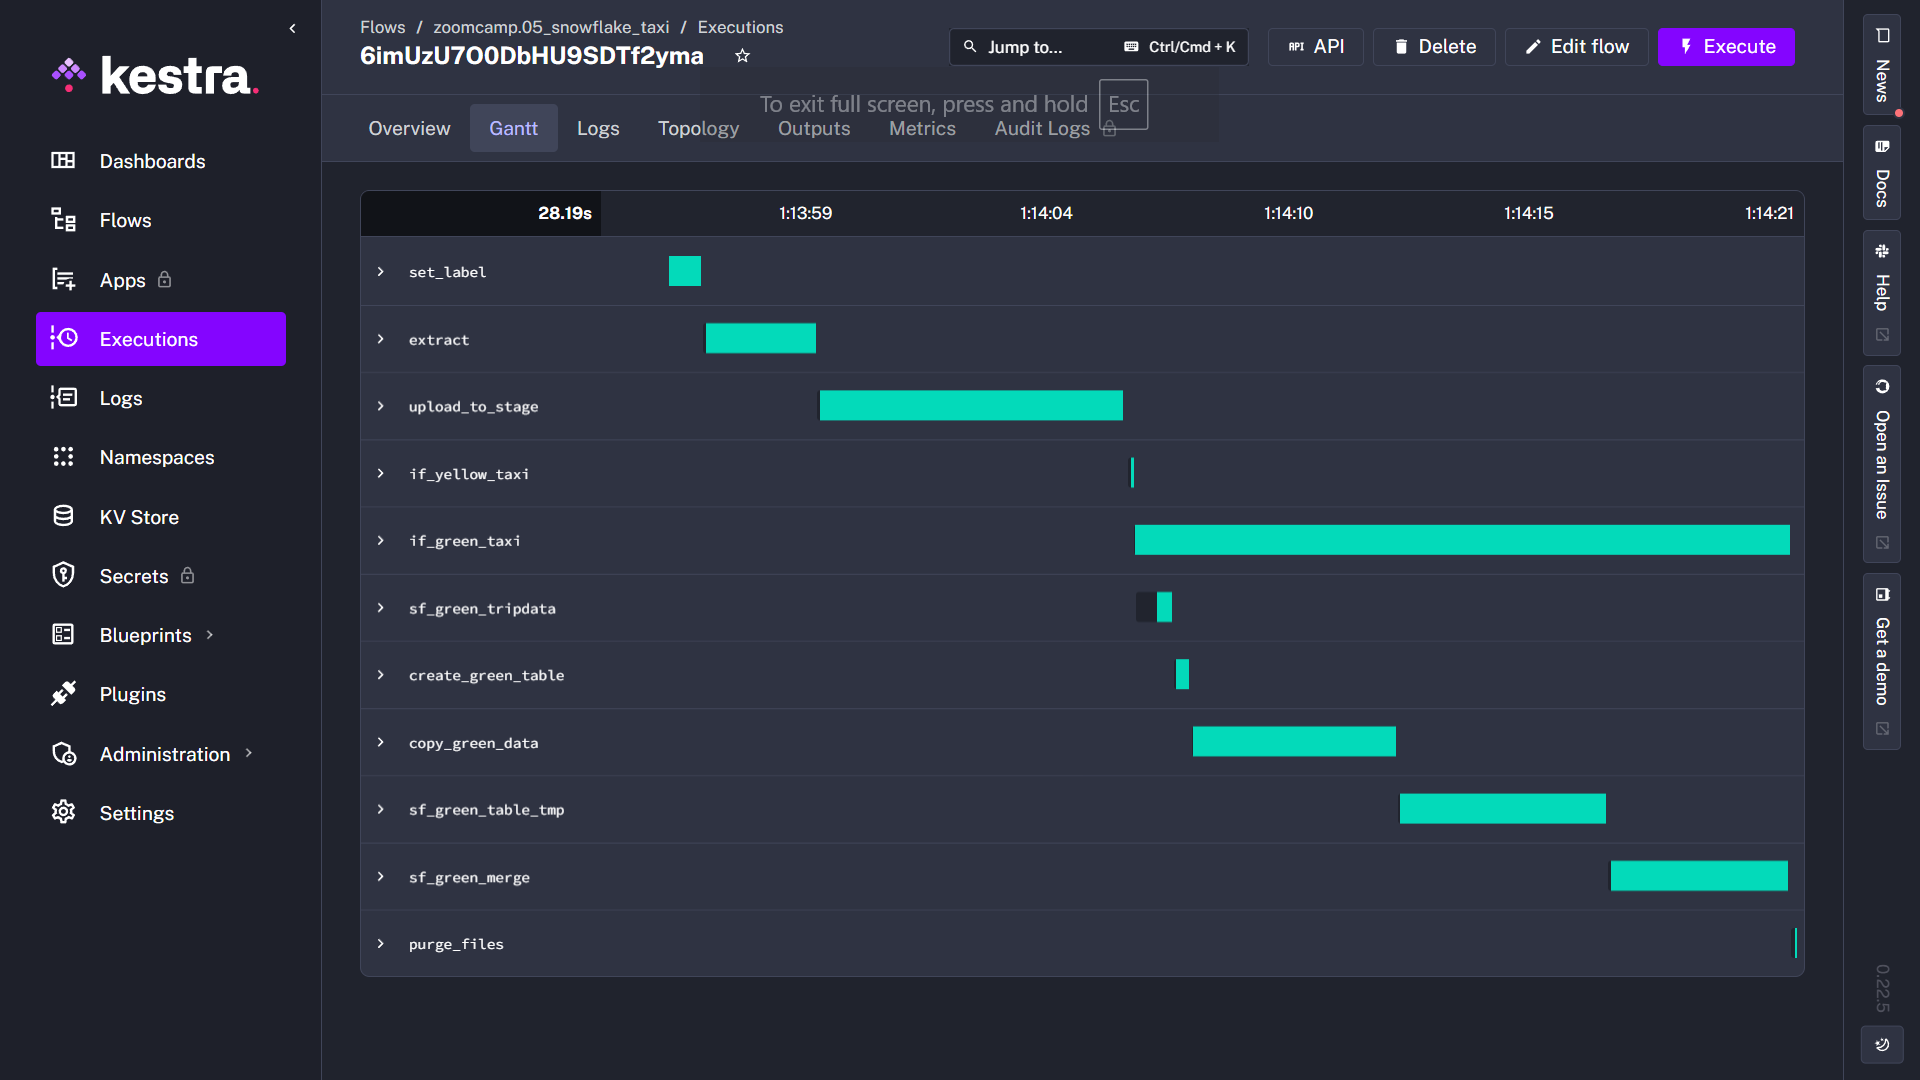 kestra.
Dashboards
Flows
Apps
Executions
Logs
Namespaces
KV Store
Secrets
Blueprints
Plugins
Administration
Settings
Flows / zoomcamp.05_snowflake_taxi / Executions
6imUzU7O0DbHU9SDTf2yma
Jump to... Ctrl/Cmd + K
API API
Delete
Edit flow
Execute
To exit full screen, press and hold Esc
Overview Gantt Logs Topology Outputs Metrics Audit Logs
28.19s 1:13:59 1:14:04 1:14:10 1:14:15 1:14:21
set_label
extract
upload_to_stage
if_yellow_taxi
if_green_taxi
sf_green_tripdata
create_green_table
copy_green_data
sf_green_table_tmp
sf_green_merge
purge_files
News
Docs
Help
Open an Issue
Get a demo
0.22.5